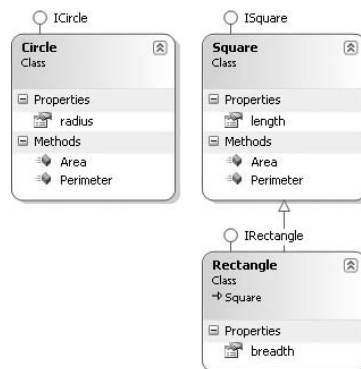 ICircle
Circle
Class
Properties
radius
Methods
Area
Perimeter
ISquare
Square
Class
Properties
length
Methods
Area
Perimeter
IRectangle
Rectangle
Class
Square
Properties
breadth